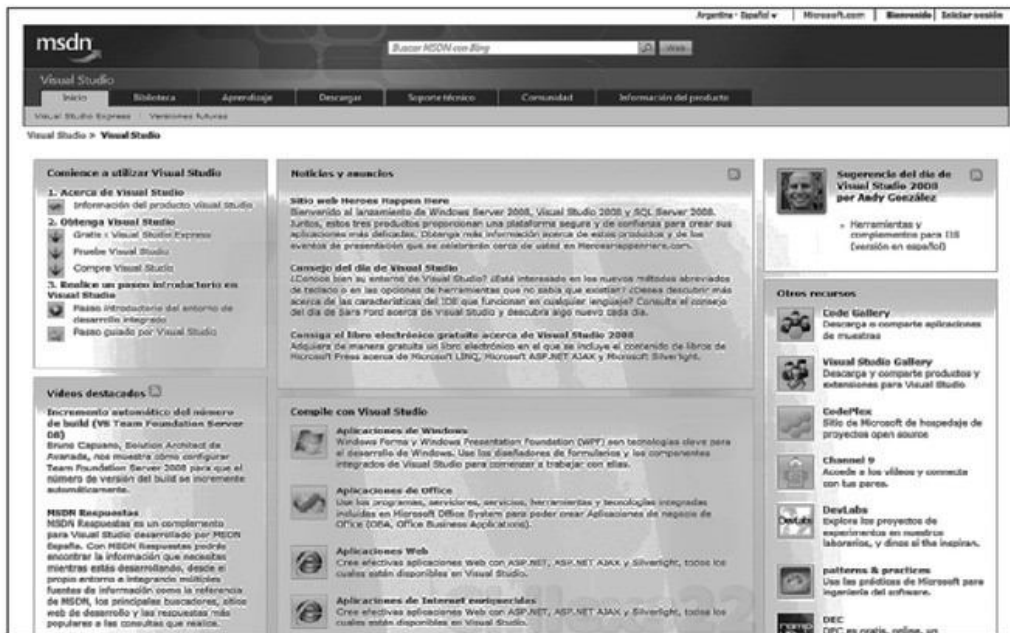 Argentina - Español
Microsoft.com
Bienvenido
Iniciar sesión
msdn
Buscar MSDN con Bing
Web
Visual Studio
Inicio
Biblioteca
Aprendizaje
Descargar
Soporte técnico
Comunidad
Información del producto
Visual Studio Express
Versiones futuras
Visual Studio > Visual Studio
Comience a utilizar Visual Studio
1. Acerca de Visual Studio
Información del producto Visual Studio
2. Obtenga Visual Studio
Gratis : Visual Studio Express
Pruebe Visual Studio
Compre Visual Studio
3. Realice un paseo introductorio en
Visual Studio
Paseo introductorio del entorno de
desarrollo integrado
Paseo guiado por Visual Studio
Videos destacados
Incremento automático del número
de build (VS Team Foundation Server
08)
Bruno Capuano, Solution Architect de
Avanade, nos muestra cómo configurar
Team Foundation Server 2008 para que el
número de versión del build se incremente
automáticamente.
MSDN Respuestas
MSDN Respuestas es un complemento
para Visual Studio desarrollado por MSDN
España. Con MSDN Respuestas podrás
encontrar la información que necesitas
mientras estás desarrollando, desde el
propio entorno e integrando múltiples
fuentes de información como la referencia
de MSDN, los principales buscadores, sitios
web de desarrollo y las respuestas más
populares a las consultas que realice.
Noticias y anuncios
Sitio web Heroes Happen Here
Bienvenido al lanzamiento de Windows Server 2008, Visual Studio 2008 y SQL Server 2008.
Juntos, estos tres productos proporcionan una plataforma segura y de confianza para crear sus
aplicaciones más delicadas. Obtenga más información acerca de estos productos y de los
eventos de presentación que se celebrarán cerca de usted en Heroeshappenhere.com.
Consejo del día de Visual Studio
¿Conoce bien su entorno de Visual Studio? ¿Está interesado en los nuevos métodos abreviados
de teclado o en las opciones de herramientas que no sabía que existían? ¿Desea descubrir más
acerca de las características del IDE que funcionan en cualquier lenguaje? Consulte el consejo
del día de Sara Ford acerca de Visual Studio y descubra algo nuevo cada día.
Consiga el libro electrónico gratuito acerca de Visual Studio 2008
Adquiera de manera gratuita un libro electrónico en el que se incluye el contenido de libros de
Microsoft Press acerca de Microsoft LINQ, Microsoft ASP.NET AJAX y Microsoft Silverlight.
Compile con Visual Studio
Aplicaciones de Windows
Windows Forms y Windows Presentation Foundation (WPF) son tecnologías clave para
el desarrollo de Windows. Use los diseñadores de formularios y los componentes
integrados de Visual Studio para comenzar a trabajar con ellas.
Aplicaciones de Office
Use los programas, servidores, servicios, herramientas y tecnologías integradas
incluidas en Microsoft Office System para poder crear Aplicaciones de negocio de
Office (OBA, Office Business Applications).
Aplicaciones Web
Cree efectivas aplicaciones Web con ASP.NET, ASP.NET AJAX y Silverlight, todos los
cuales están disponibles en Visual Studio.
Aplicaciones de Internet enriquecidas
Cree efectivas aplicaciones Web con ASP.NET, ASP.NET AJAX y Silverlight, todos los
cuales están disponibles en Visual Studio.
Sugerencia del día de
Visual Studio 2008
por Andy González
» Herramientas y
complementos para IIS
(versión en español)
Otros recursos
Code Gallery
Descarga o comparte aplicaciones
de muestras
Visual Studio Gallery
Descarga y comparte productos y
extensiones para Visual Studio
CodePlex
Sitio de Microsoft de hospedaje de
proyectos open source
Channel 9
Accede a los vídeos y connecta
con tus pares.
DevLabs
DevLabs
Explora los proyectos de
experimentos en nuestros
laborarios, y dinos si the inspiran.
patterns & practices
Use las prácticas de Microsoft para
ingeniería del software.
DEC
DEC es gratis, online, un